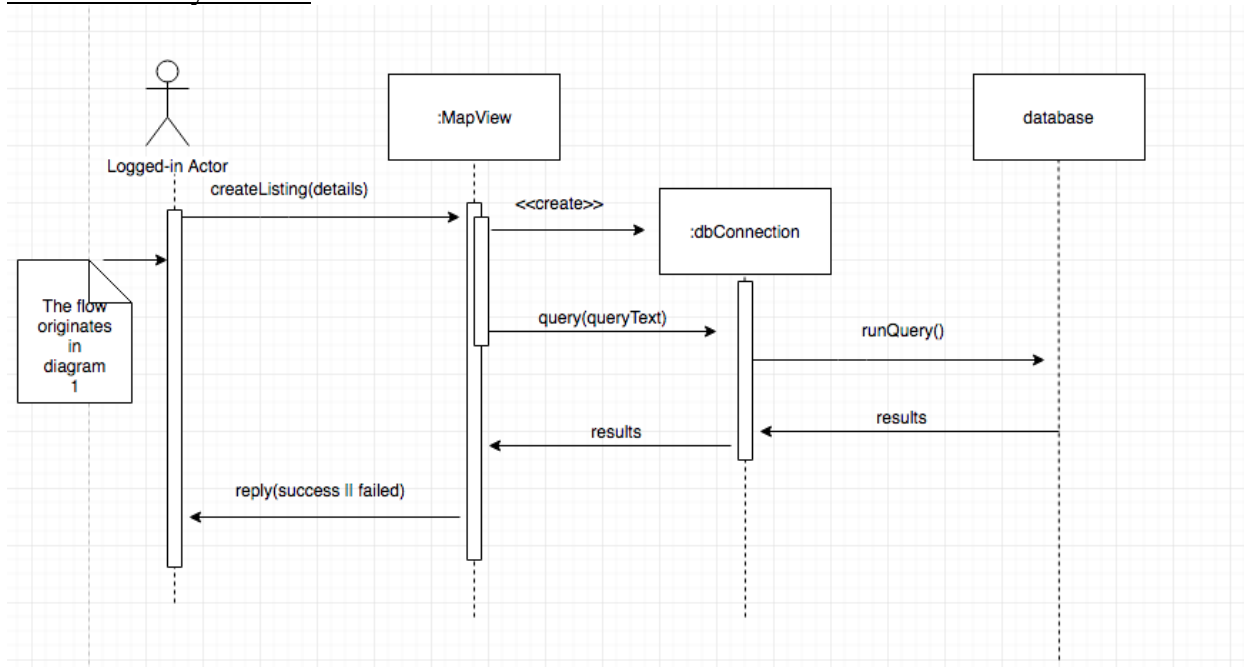 :MapView
database
Logged-in Actor
createListing(details)
<<create>>
:dbConnection
The flow
originates
in
diagram
1
query(queryText)
runQuery()
results
results
reply(success || failed)